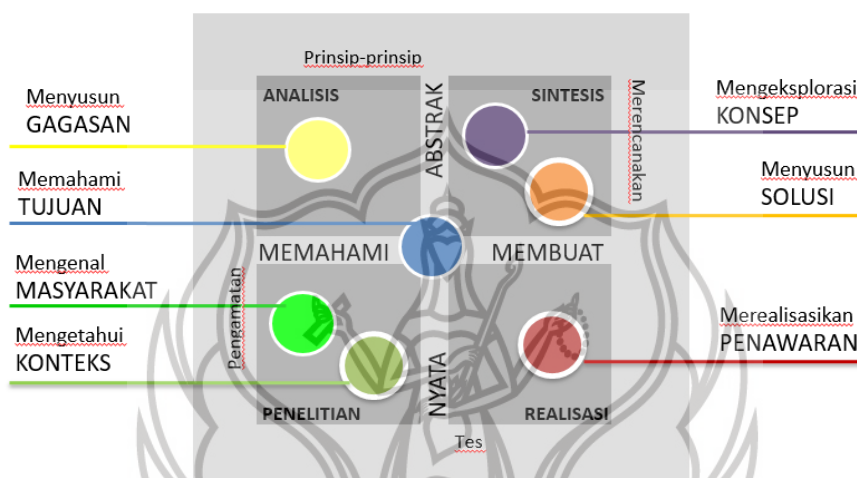 Prinsip-prinsip
Menyusun
GAGASAN
ANALISIS
ABSTRAK
SINTESIS
Merencanakan
Mengeksplorasi
KONSEP
Memahami
TUJUAN
Menyusun
SOLUSI
MEMAHAMI
MEMBUAT
Mengenal
MASYARAKAT
Pengamatan
Mengetahui
KONTEKS
Merealisasikan
PENAWARAN
NYATA
PENELITIAN
REALISASI
Tes